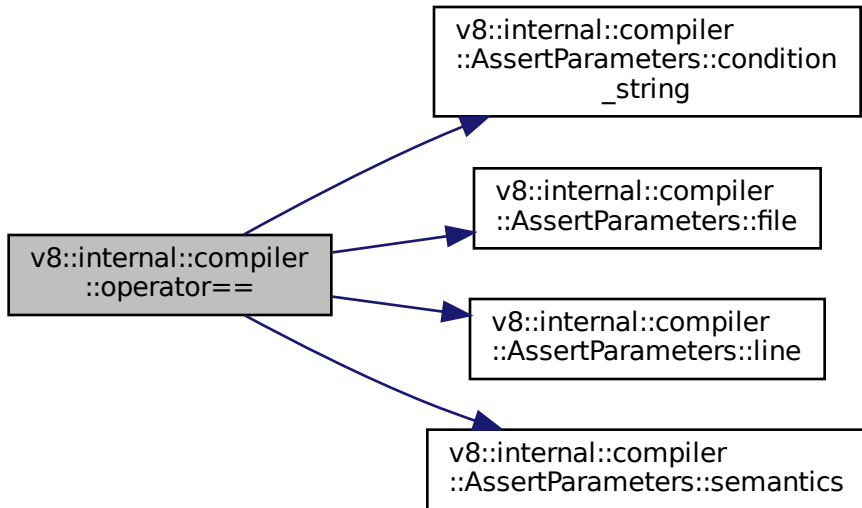 v8::internal::compiler
::AssertParameters::condition
_string
v8::internal::compiler
::AssertParameters::file
v8::internal::compiler
::operator==
v8::internal::compiler
::AssertParameters::line
v8::internal::compiler
::AssertParameters::semantics